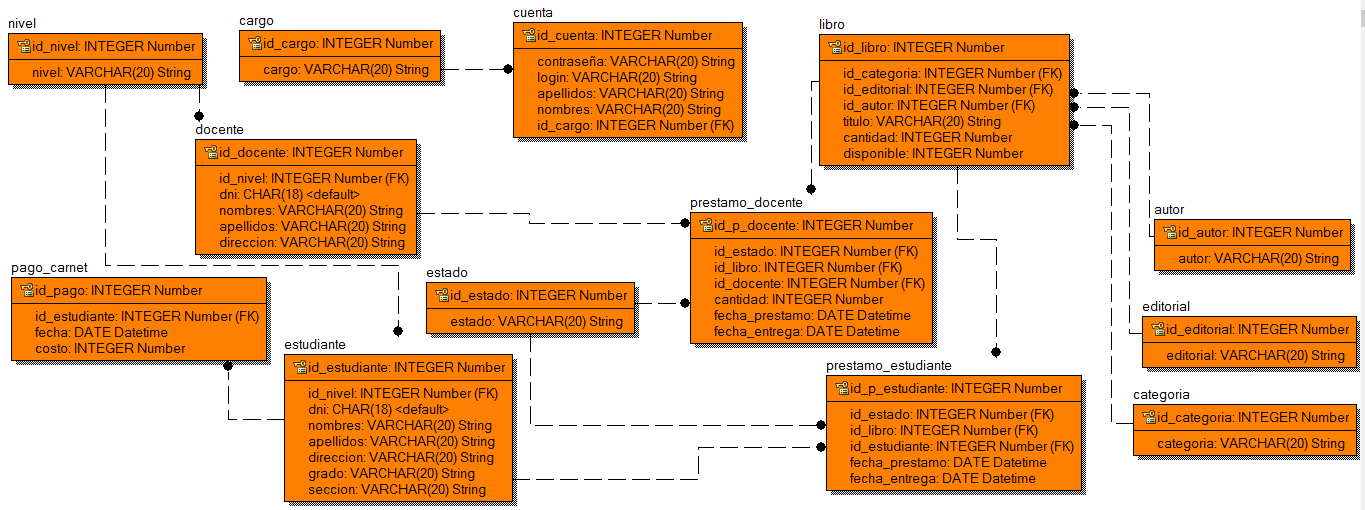 nivel
id_nivel: INTEGER Number
nivel: VARCHAR(20) String
cargo
id_cargo: INTEGER Number
cargo: VARCHAR(20) String
cuenta
id_cuenta: INTEGER Number
contraseña: VARCHAR(20) String
login: VARCHAR(20) String
apellidos: VARCHAR(20) String
nombres: VARCHAR(20) String
id_cargo: INTEGER Number (FK)
libro
id_libro: INTEGER Number
id_categoria: INTEGER Number (FK)
id_editorial: INTEGER Number (FK)
id_autor: INTEGER Number (FK)
titulo: VARCHAR(20) String
cantidad: INTEGER Number
disponible: INTEGER Number
docente
id_docente: INTEGER Number
id_nivel: INTEGER Number (FK)
dni: CHAR(18) <default>
nombres: VARCHAR(20) String
apellidos: VARCHAR(20) String
direccion: VARCHAR(20) String
prestamo_docente
id_p_docente: INTEGER Number
id_estado: INTEGER Number (FK)
id_libro: INTEGER Number (FK)
id_docente: INTEGER Number (FK)
cantidad: INTEGER Number
fecha_prestamo: DATE Datetime
fecha_entrega: DATE Datetime
autor
id_autor: INTEGER Number
autor: VARCHAR(20) String
pago_carnet
id_pago: INTEGER Number
id_estudiante: INTEGER Number (FK)
fecha: DATE Datetime
costo: INTEGER Number
estado
id_estado: INTEGER Number
estado: VARCHAR(20) String
editorial
id_editorial: INTEGER Number
editorial: VARCHAR(20) String
estudiante
id_estudiante: INTEGER Number
id_nivel: INTEGER Number (FK)
dni: CHAR(18) <default>
nombres: VARCHAR(20) String
apellidos: VARCHAR(20) String
direccion: VARCHAR(20) String
grado: VARCHAR(20) String
seccion: VARCHAR(20) String
prestamo_estudiante
id_p_estudiante: INTEGER Number
id_estado: INTEGER Number (FK)
id_libro: INTEGER Number (FK)
id_estudiante: INTEGER Number (FK)
fecha_prestamo: DATE Datetime
fecha_entrega: DATE Datetime
categoria
id_categoria: INTEGER Number
categoria: VARCHAR(20) String